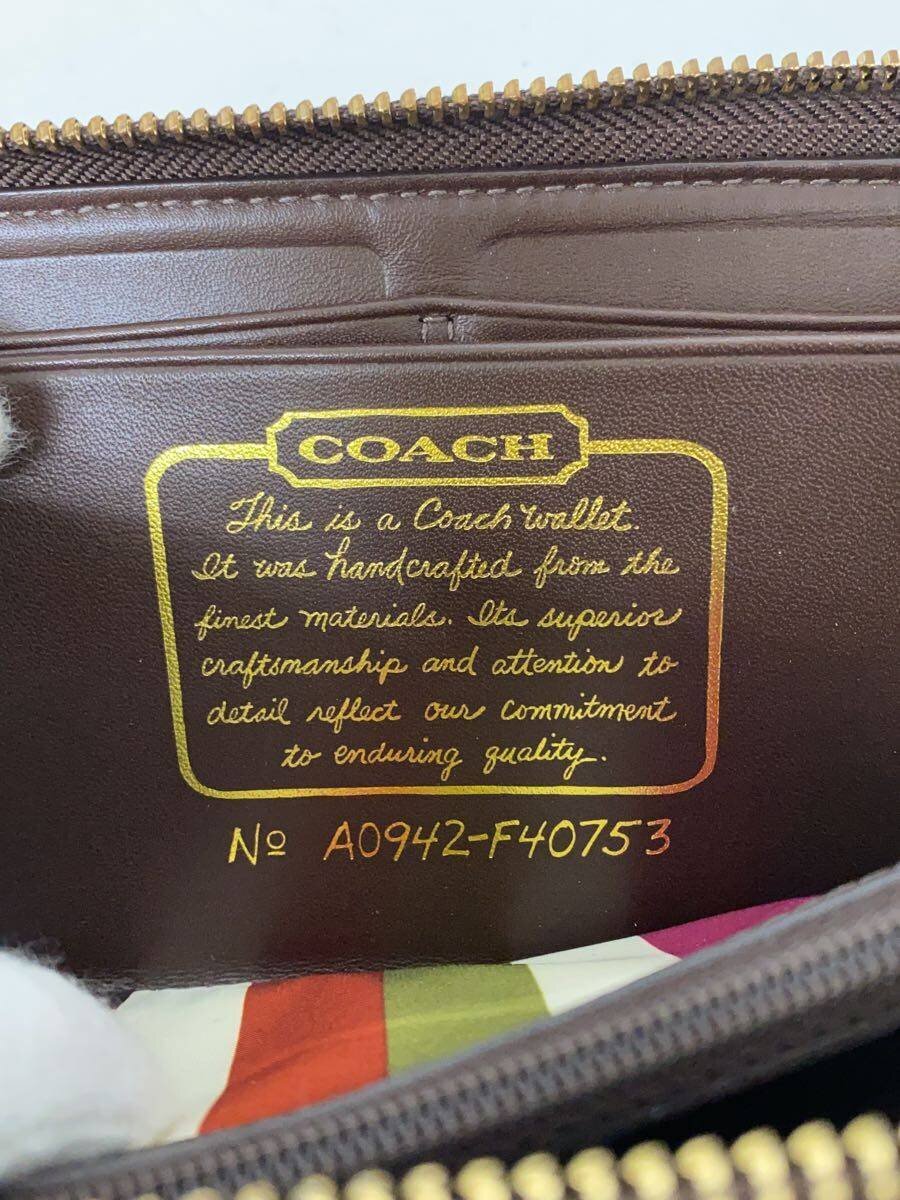 COACH
This is a Coach wallet.
It was handcrafted from the
finest materials. Its superior
craftsmanship and attention to
detail reflect our commitment
to enduring quality.
Nº A0942-F40753